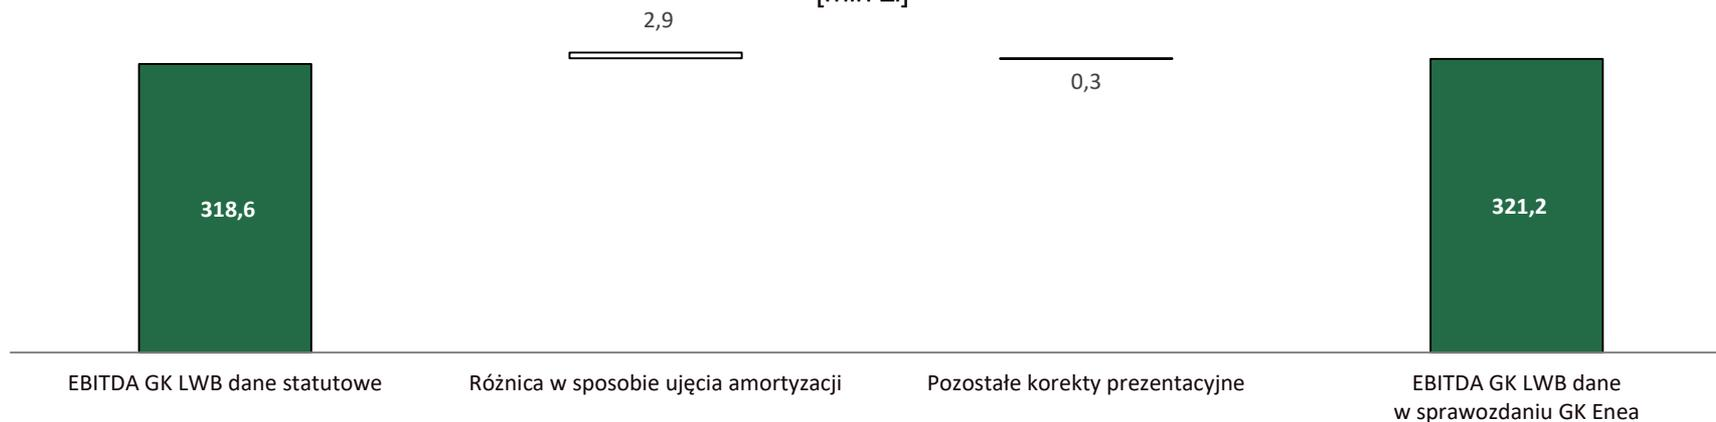 2,9
0,3
318,6
321,2
EBITDA GK LWB dane statutowe
Różnica w sposobie ujęcia amortyzacji
Pozostałe korekty prezentacyjne
EBITDA GK LWB dane
w sprawozdaniu GK Enea